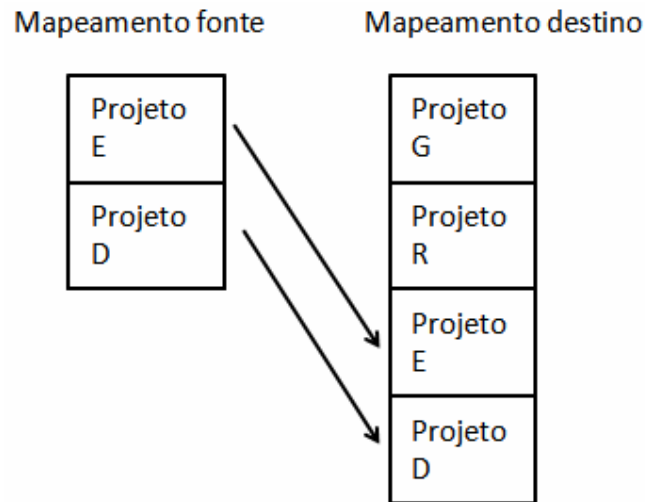 Mapeamento fonte
Mapeamento destino
Projeto
E
Projeto
D
Projeto
G
Projeto
R
Projeto
E
Projeto
D